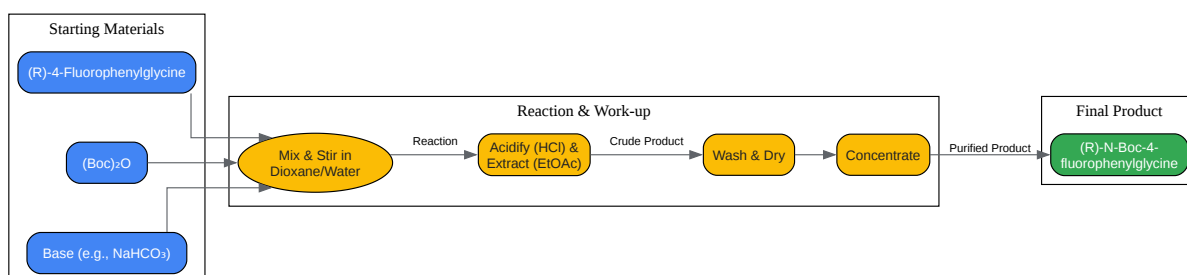 Starting Materials
(R)-4-Fluorophenylglycine
(Boc)₂O
Base (e.g., NaHCO₃)
Reaction & Work-up
Mix & Stir in
Dioxane/Water
Reaction
Acidify (HCl) &
Extract (EtOAc)
Crude Product
Wash & Dry
Concentrate
Purified Product
Final Product
(R)-N-Boc-4-
fluorophenylglycine